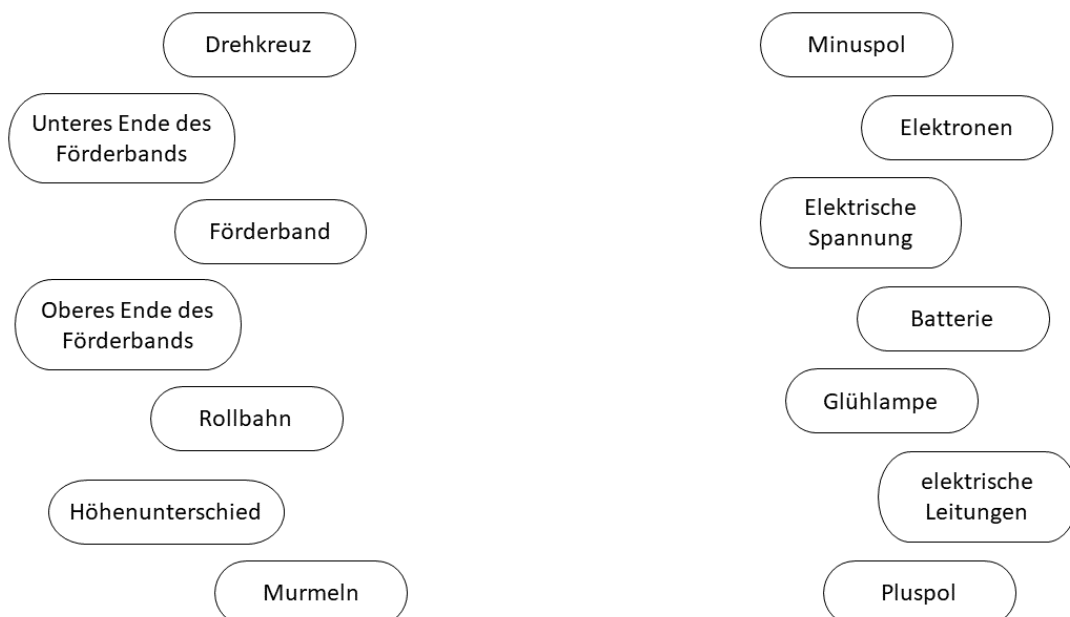 Drehkreuz
Unteres Ende des
Förderbands
Förderband
Oberes Ende des
Förderbands
Rollbahn
Höhenunterschied
Murmeln
Minuspol
Elektronen
Elektrische
Spannung
Batterie
Glühlampe
elektrische
Leitungen
Pluspol